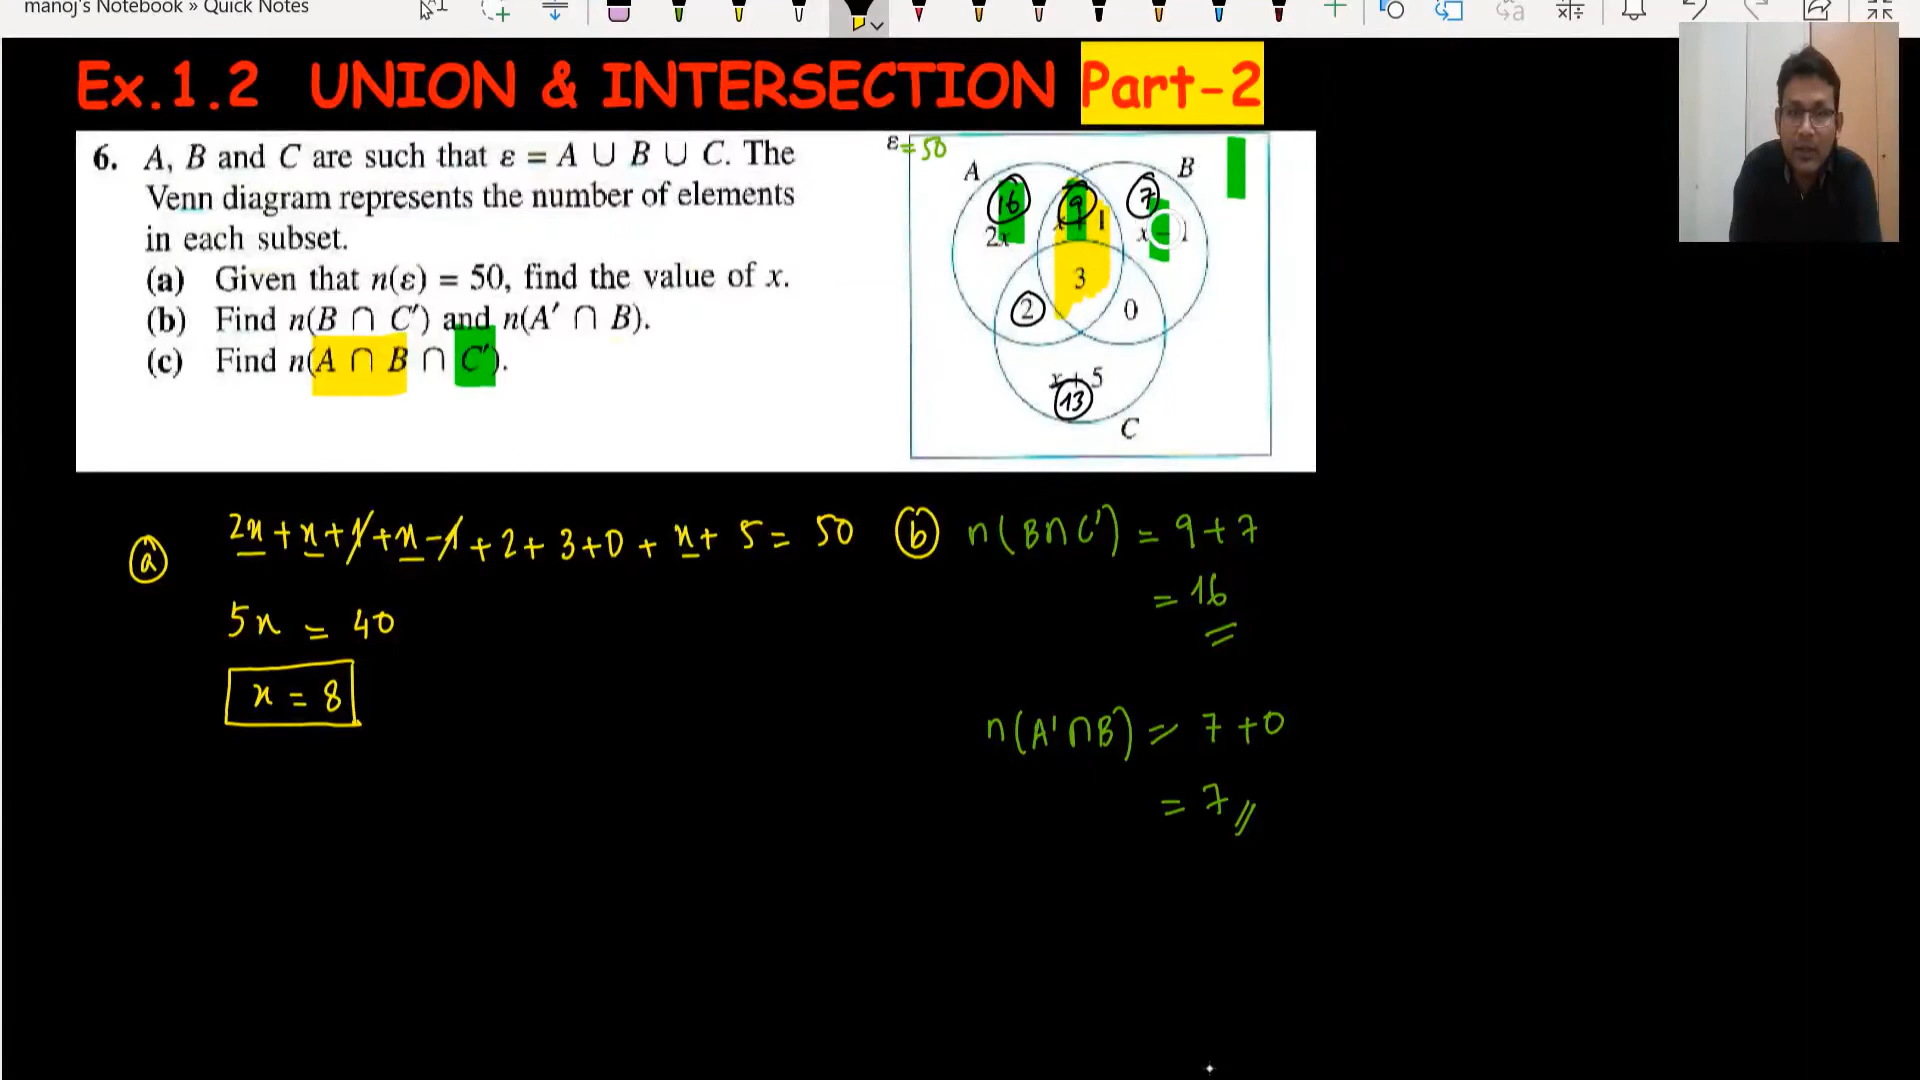 manoj's Notebook » Quick Notes
Ex.1.2 UNION & INTERSECTION Part-2
6. A, B and C are such that ε = A ∪ B ∪ C. The
Venn diagram represents the number of elements
in each subset.
(a) Given that n(ε) = 50, find the value of x.
(b) Find n(B ∩ C′) and n(A′ ∩ B).
(c) Find n(A ∩ B ∩ C′).
ε = 50
A
B
16
9
7
2x
x + 1
x - 1
3
2
0
x + 5
13
C
(a) 2x + x + 1 + x - 1 + 2 + 3 + 0 + x + 5 = 50
5x = 40
x = 8
(b) n(B∩C') = 9 + 7
= 16
n(A'∩B) = 7 + 0
= 7